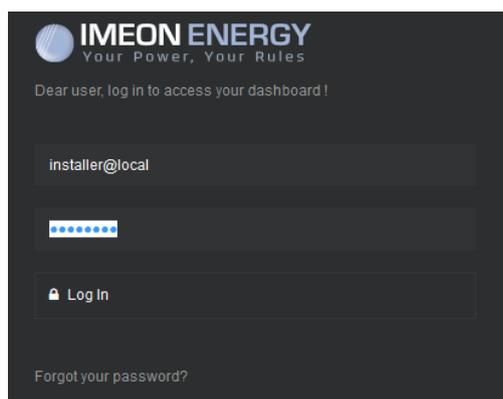 IMEON ENERGY
Your Power, Your Rules
Dear user, log in to access your dashboard !
installer@local
••••••••
Log In
Forgot your password?